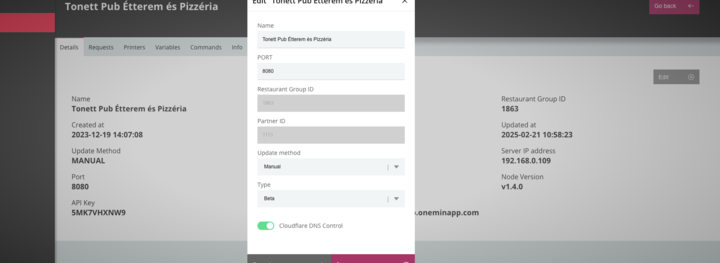 Tonett Pub Étterem és Pizzéria
Go back
Details
Requests
Printers
Variables
Commands
Info
Edit
Name
Tonett Pub Étterem és Pizzéria
Created at
2023-12-19 14:07:08
Update Method
MANUAL
Port
8080
API Key
5MK7VHXNW9
Edit "Tonett Pub Étterem és Pizzéria"
Name
Tonett Pub Étterem és Pizzéria
PORT
8080
Restaurant Group ID
1863
Partner ID
Update method
Manual
Type
Beta
Cloudflare DNS Control
Restaurant Group ID
1863
Updated at
2025-02-21 10:58:23
Server IP address
192.168.0.109
Node Version
v1.4.0
.oneminapp.com